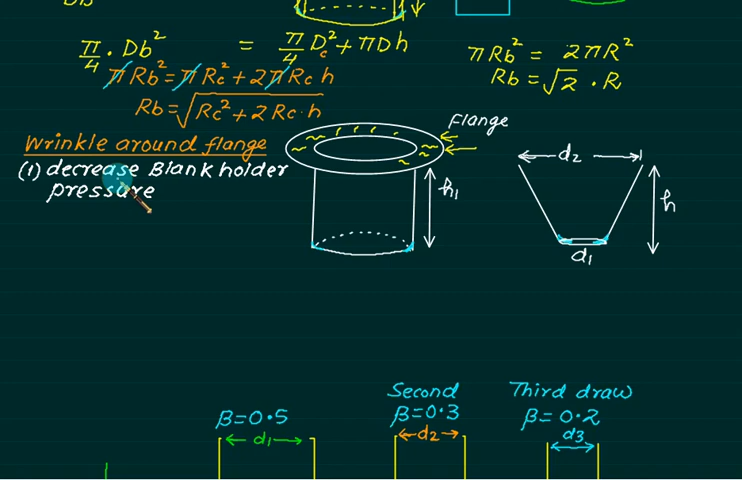 π/4 . Db² = π/4 Dc² + πDh
πRb² = πRc² + 2πRc h
Rb = √Rc² + 2Rc.h
πRb² = 2πR²
Rb = √2 . R
Wrinkle around flange
(1) decrease Blank holder
pressure
Flange
h1
d2
h
d1
β=0.5
d1
Second
β=0.3
d2
Third draw
β=0.2
d3